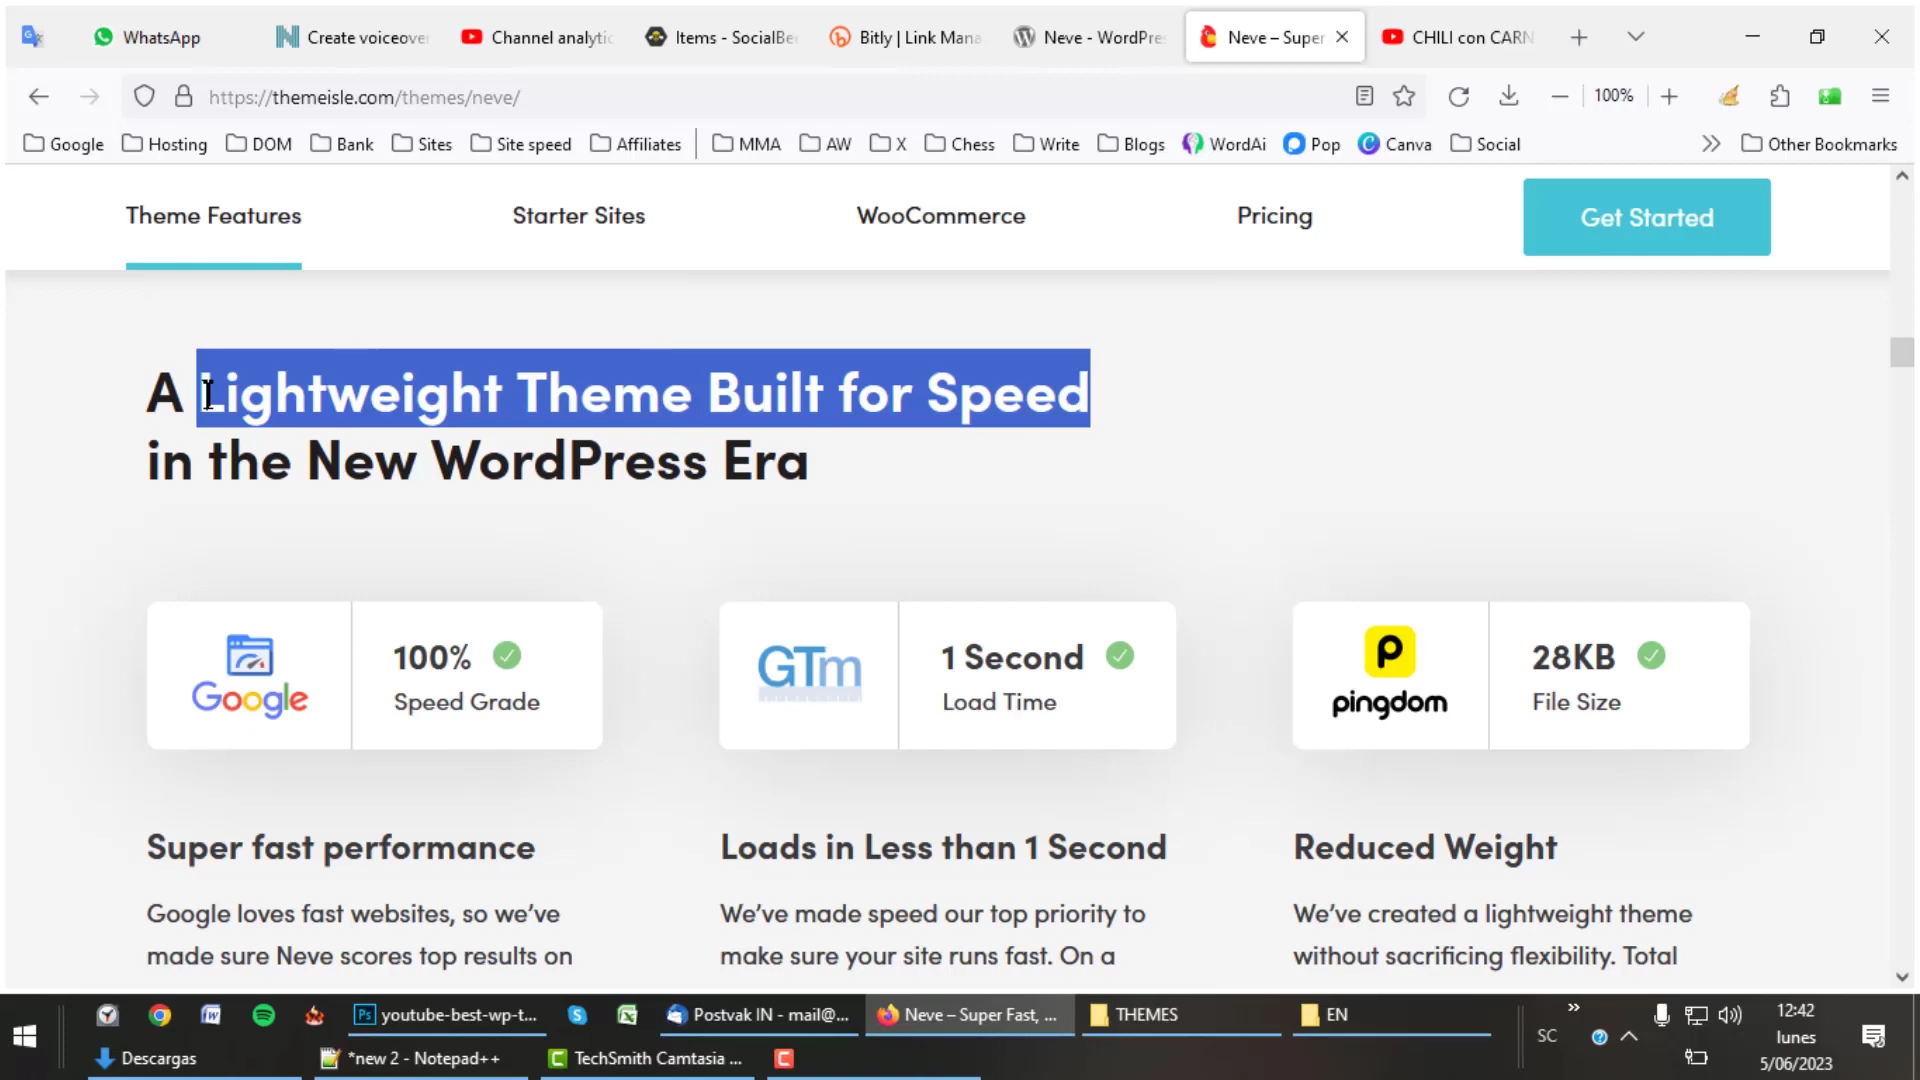 WhatsApp
Create voiceover
Channel analytic
Items - SocialBe
Bitly | Link Mana
Neve - WordPres
Neve – Super
CHILI con CARN
https://themeisle.com/themes/neve/
100%
Google
Hosting
DOM
Bank
Sites
Site speed
Affiliates
MMA
AW
X
Chess
Write
Blogs
WordAi
Pop
Canva
Social
Other Bookmarks
Theme Features
Starter Sites
WooCommerce
Pricing
Get Started
A Lightweight Theme Built for Speed
in the New WordPress Era
Google
100%
Speed Grade
GTm
1 Second
Load Time
pingdom
28KB
File Size
Super fast performance
Google loves fast websites, so we've
made sure Neve scores top results on
Loads in Less than 1 Second
We've made speed our top priority to
make sure your site runs fast. On a
Reduced Weight
We've created a lightweight theme
without sacrificing flexibility. Total
youtube-best-wp-t...
Postvak IN - mail@...
Neve – Super Fast, ...
THEMES
EN
Descargas
*new 2 - Notepad++
TechSmith Camtasia ...
SC
12:42
lunes
5/06/2023